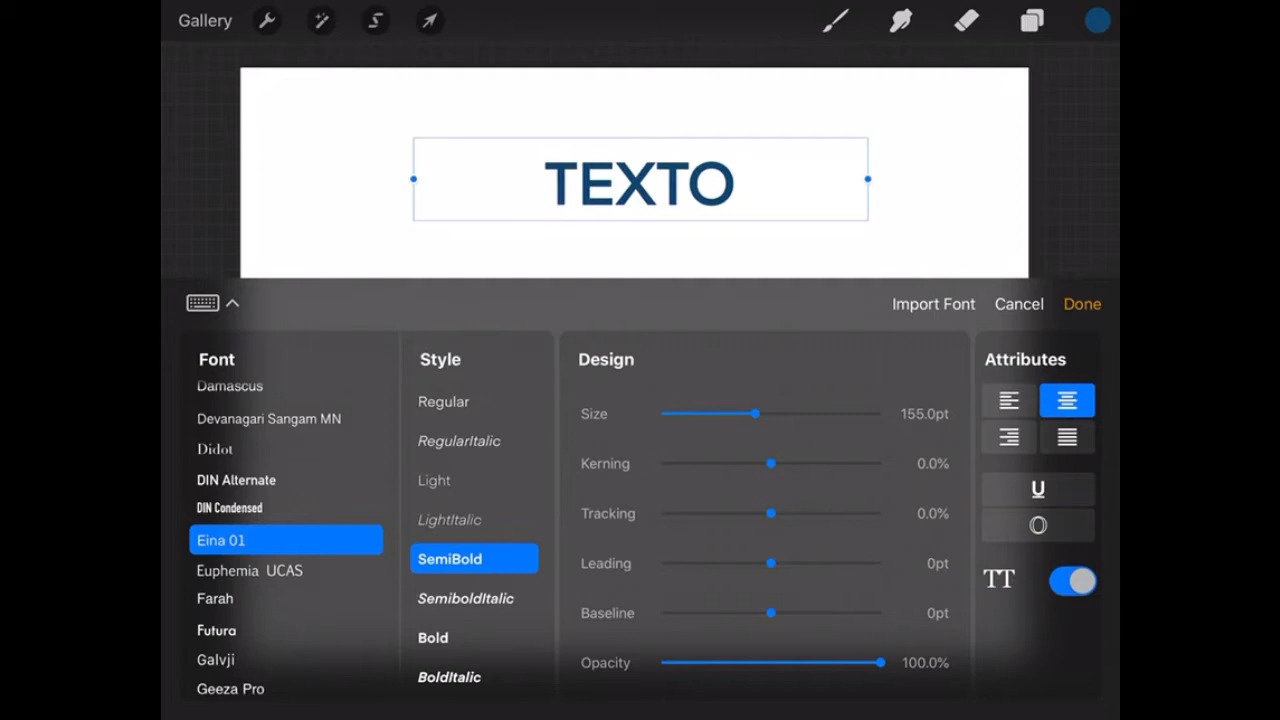 Gallery
TEXTO
Import Font Cancel Done
Font
Damascus
Devanagari Sangam MN
Didot
DIN Alternate
DIN Condensed
Eina 01
Euphemia UCAS
Farah
Futura
Galvji
Geeza Pro
Style
Regular
RegularItalic
Light
LightItalic
SemiBold
SemiboldItalic
Bold
BoldItalic
Design
Size 155.0pt
Kerning 0.0%
Tracking 0.0%
Leading 0pt
Baseline 0pt
Opacity 100.0%
Attributes
U
O
TT